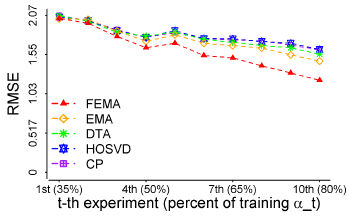 2.07
1.55
1.03
0.517
0
RMSE
FEMA
EMA
DTA
HOSVD
CP
1st (35%) 4th (50%) 7th (65%) 10th (80%)
t-th experiment (percent of training α_t)